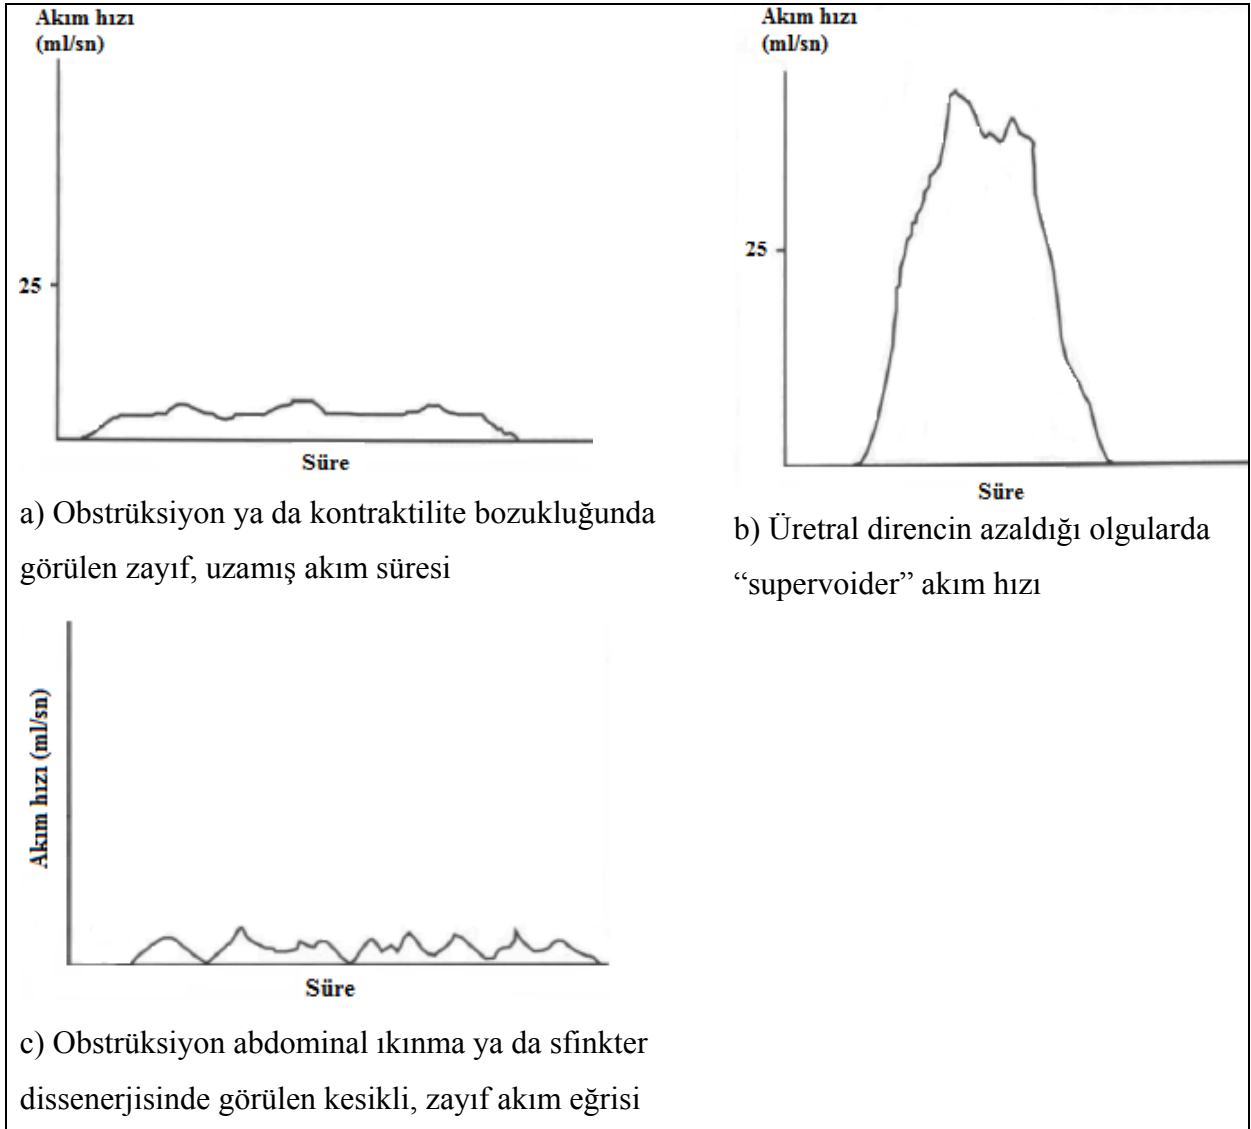 Akım hızı
(ml/sn)
25
Süre
a) Obstrüksiyon ya da kontraktilite bozukluğunda
görülen zayıf, uzamış akım süresi
Akım hızı
(ml/sn)
25
Süre
b) Üretral direncin azaldığı olgularda
“supervoider” akım hızı
Akım hızı (ml/sn)
Süre
c) Obstrüksiyon abdominal ıkınma ya da sfinkter
dissenerjisinde görülen kesikli, zayıf akım eğrisi